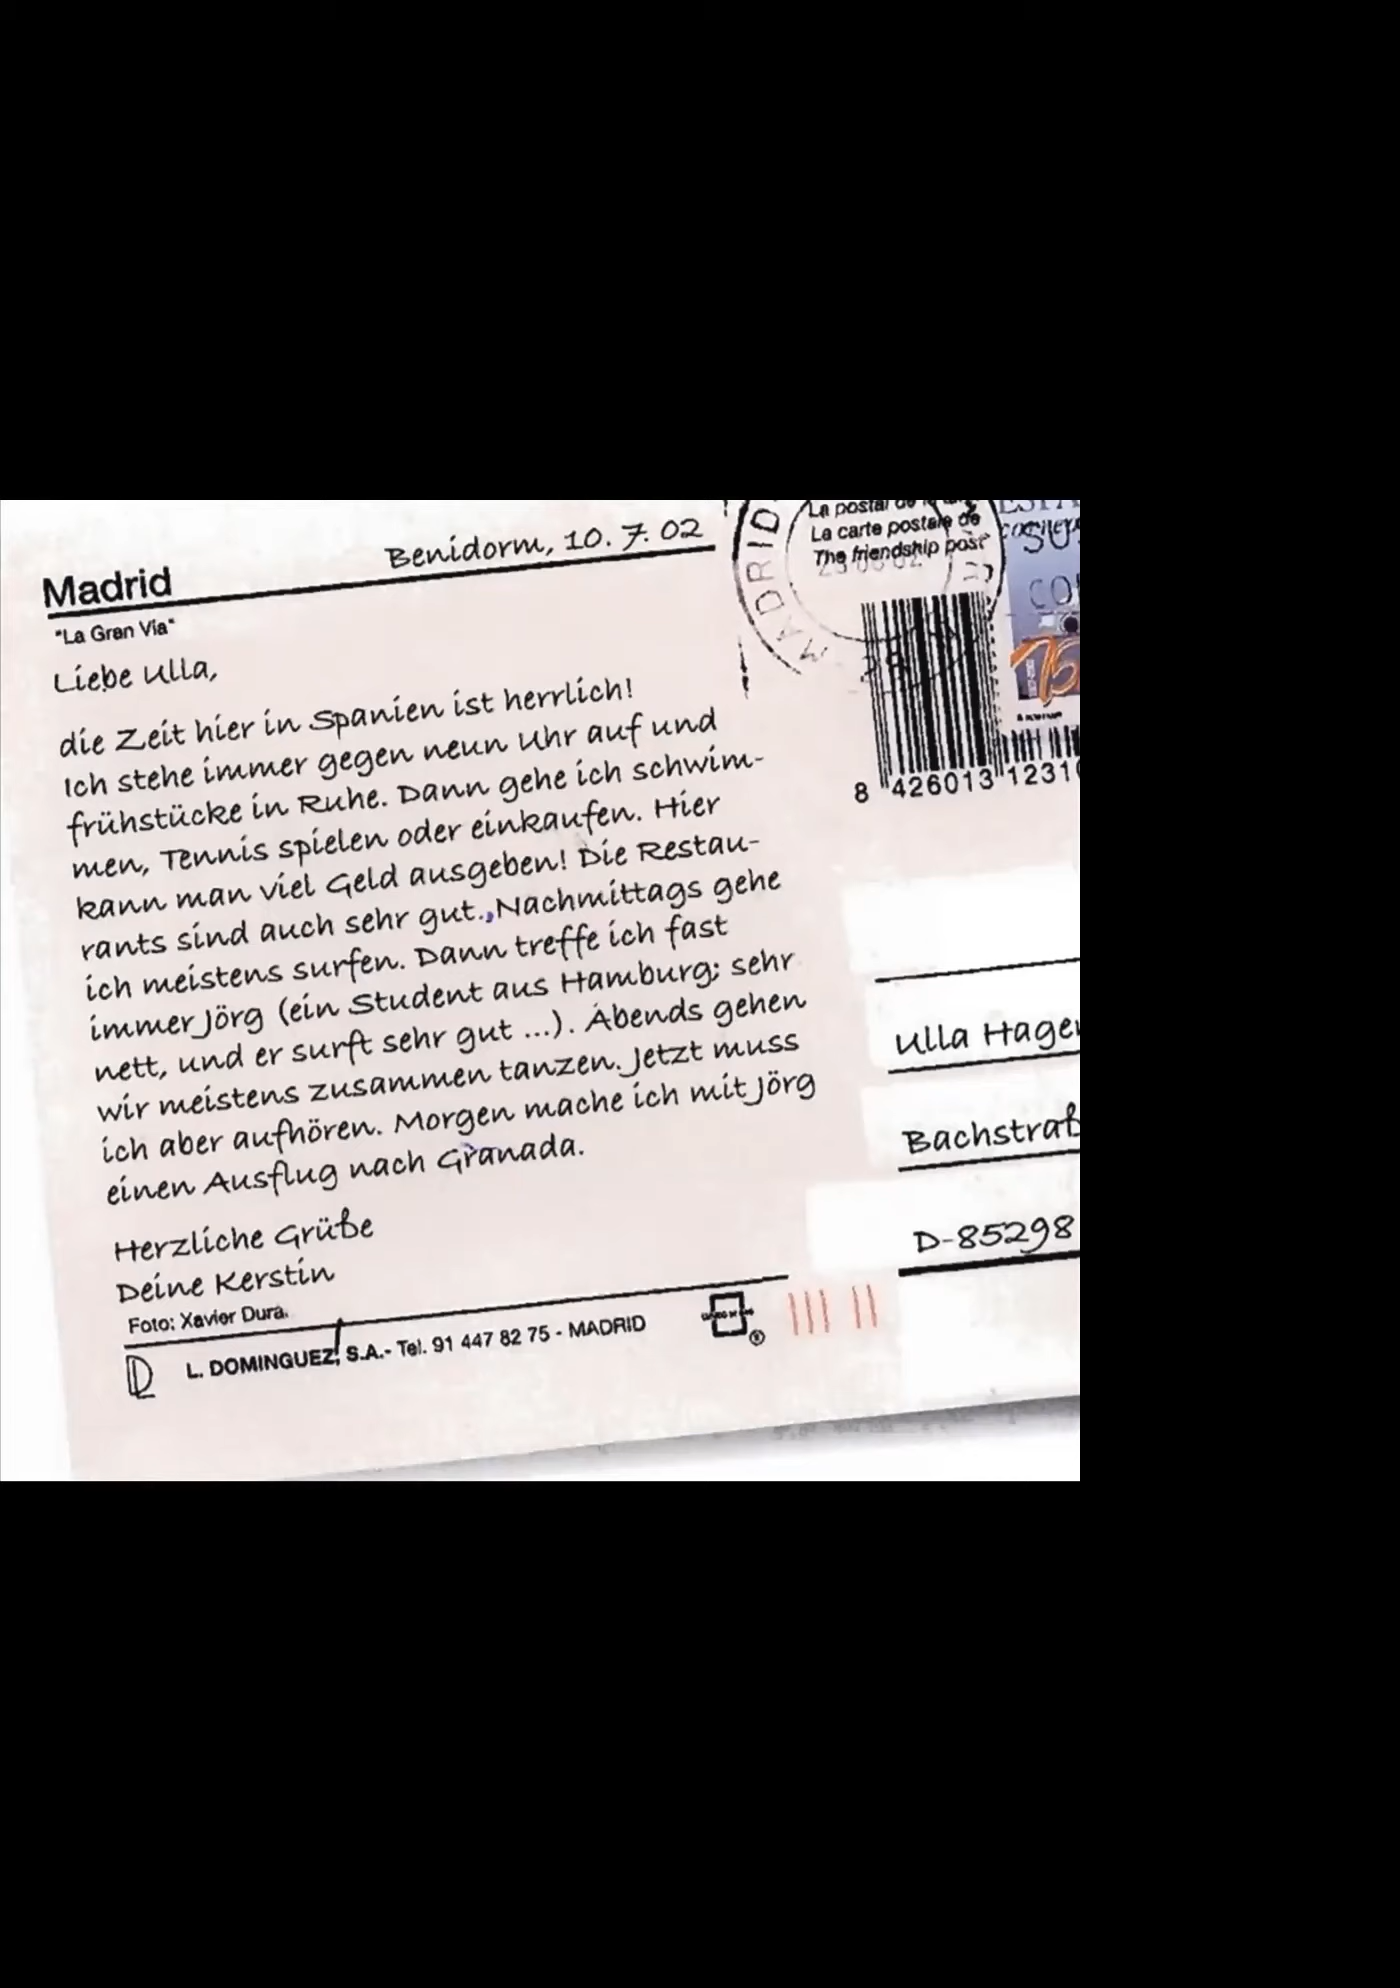 Benidorm, 10. 7. 02
Madrid
"La Gran Vía"
Liebe Ulla,
die Zeit hier in Spanien ist herrlich!
Ich stehe immer gegen neun Uhr auf und
frühstücke in Ruhe. Dann gehe ich schwim-
men, Tennis spielen oder einkaufen. Hier
kann man viel Geld ausgeben! Die Restau-
rants sind auch sehr gut. Nachmittags gehe
ich meistens surfen. Dann treffe ich fast
immer Jörg (ein Student aus Hamburg; sehr
nett, und er surft sehr gut ...). Abends gehen
wir meistens zusammen tanzen. Jetzt muss
ich aber aufhören. Morgen mache ich mit Jörg
einen Ausflug nach Granada.
Herzliche Grüße
Deine Kerstin
Foto: Xavier Durá.
L. DOMINGUEZ, S.A.- Tel. 91 447 82 75 - MADRID
MADRID
La postal de
La carte postale de
The friendship post
8 426013 1231
Ulla Hagen
Bachstraß
D-85298